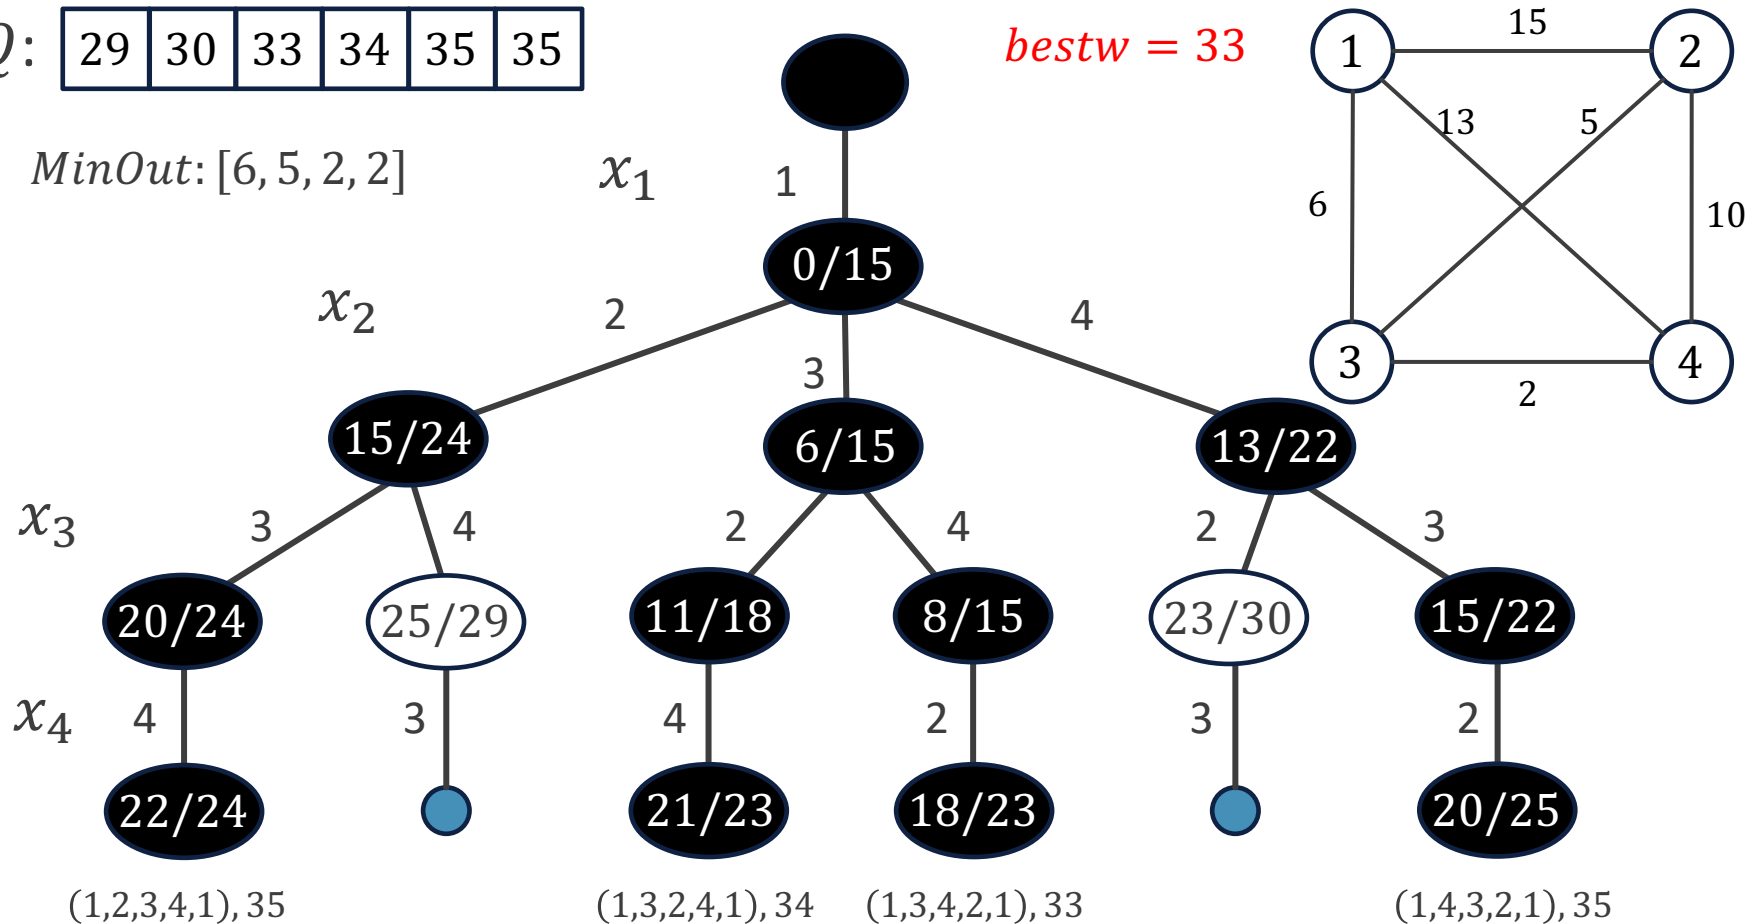 Q: 29 30 33 34 35 35
bestw = 33
MinOut: [6, 5, 2, 2]
1 15 2
13 5
6 10
3 2 4
x₁ 1
0/15
x₂ 2 3 4
15/24 6/15 13/22
x₃ 3 4 2 4 2 3
20/24 25/29 11/18 8/15 23/30 15/22
x₄ 4 3 4 2 3 2
22/24 21/23 18/23 20/25
(1,2,3,4,1), 35 (1,3,2,4,1), 34 (1,3,4,2,1), 33 (1,4,3,2,1), 35